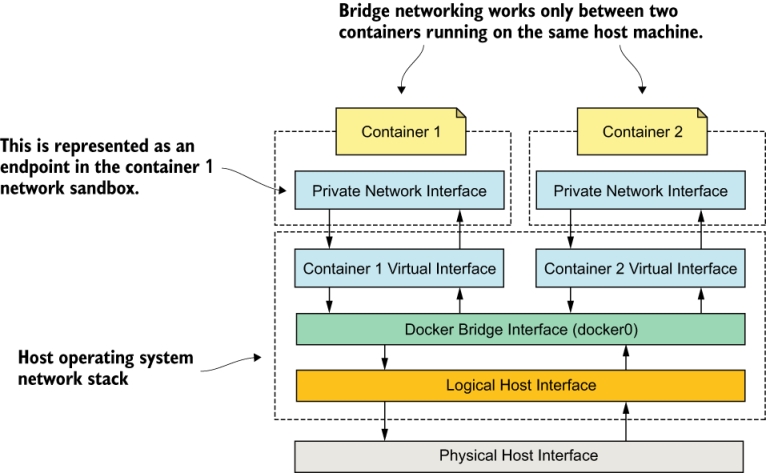 Bridge networking works only between two
containers running on the same host machine.
Container 1
Container 2
This is represented as an
endpoint in the container 1
network sandbox.
Private Network Interface
Private Network Interface
Container 1 Virtual Interface
Container 2 Virtual Interface
Docker Bridge Interface (docker0)
Host operating system
network stack
Logical Host Interface
Physical Host Interface